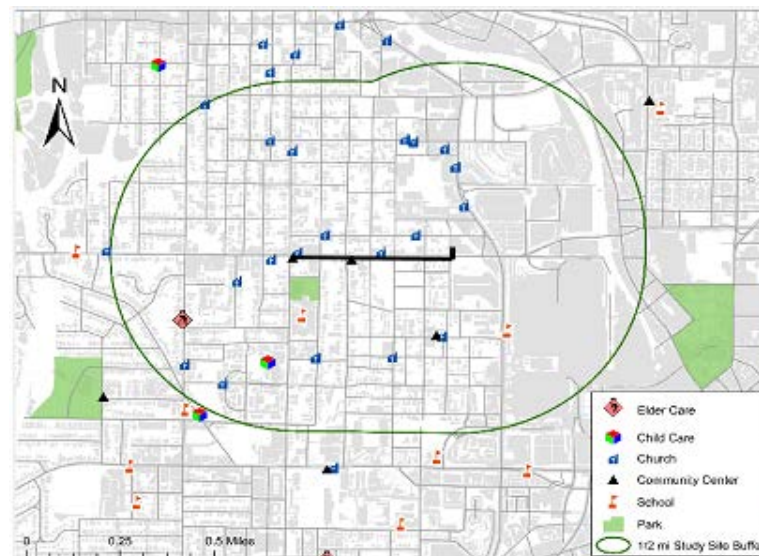 N
Elder Care
Child Care
Church
Community Center
School
Park
1/2 mi Study Site Buffe
0 0.25 0.5 Miles